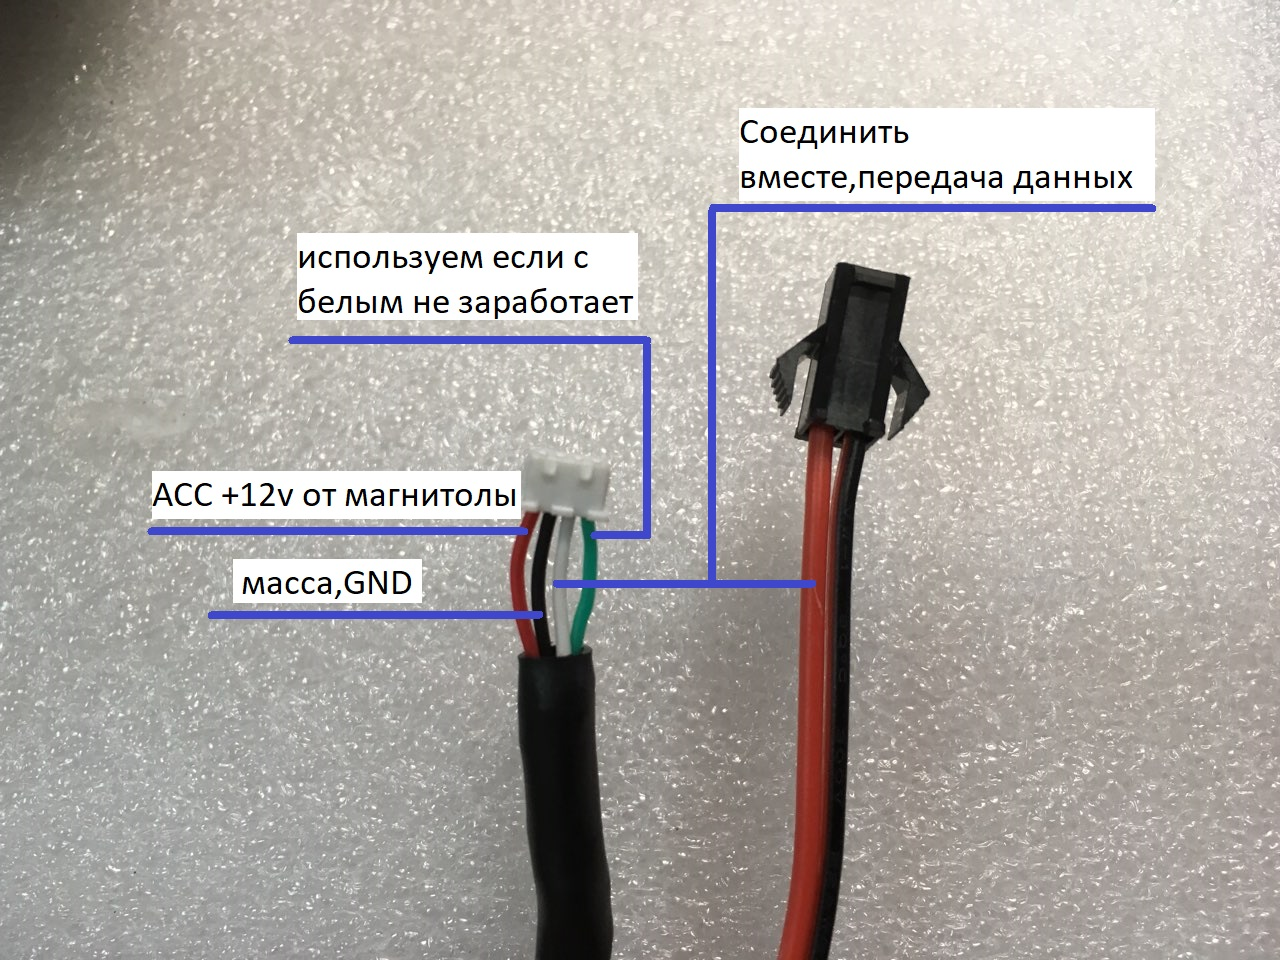 Соединить
вместе,передача данных
используем если с
белым не заработает
ACC +12v от магнитолы
масса,GND